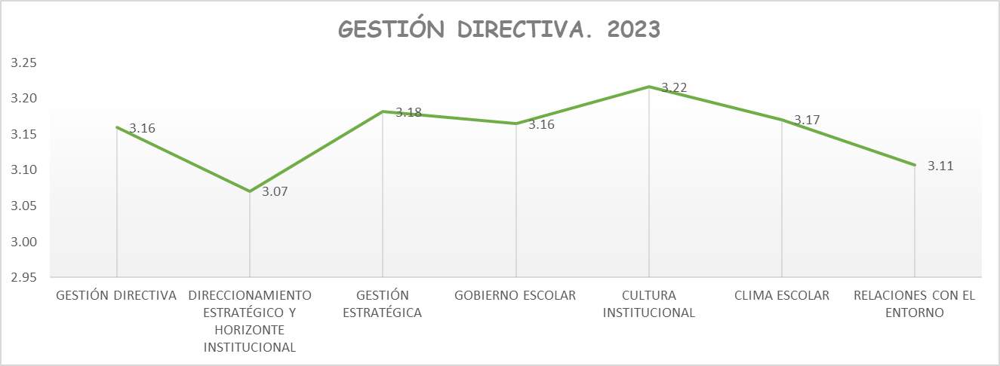 GESTIÓN DIRECTIVA. 2023
3.25
3.20
3.15
3.10
3.05
3.00
2.95
3.16
3.07
3.18
3.16
3.22
3.17
3.11
GESTIÓN DIRECTIVA
DIRECCIONAMIENTO
ESTRATÉGICO Y
HORIZONTE
INSTITUCIONAL
GESTIÓN
ESTRATÉGICA
GOBIERNO ESCOLAR
CULTURA
INSTITUCIONAL
CLIMA ESCOLAR
RELACIONES CON EL
ENTORNO